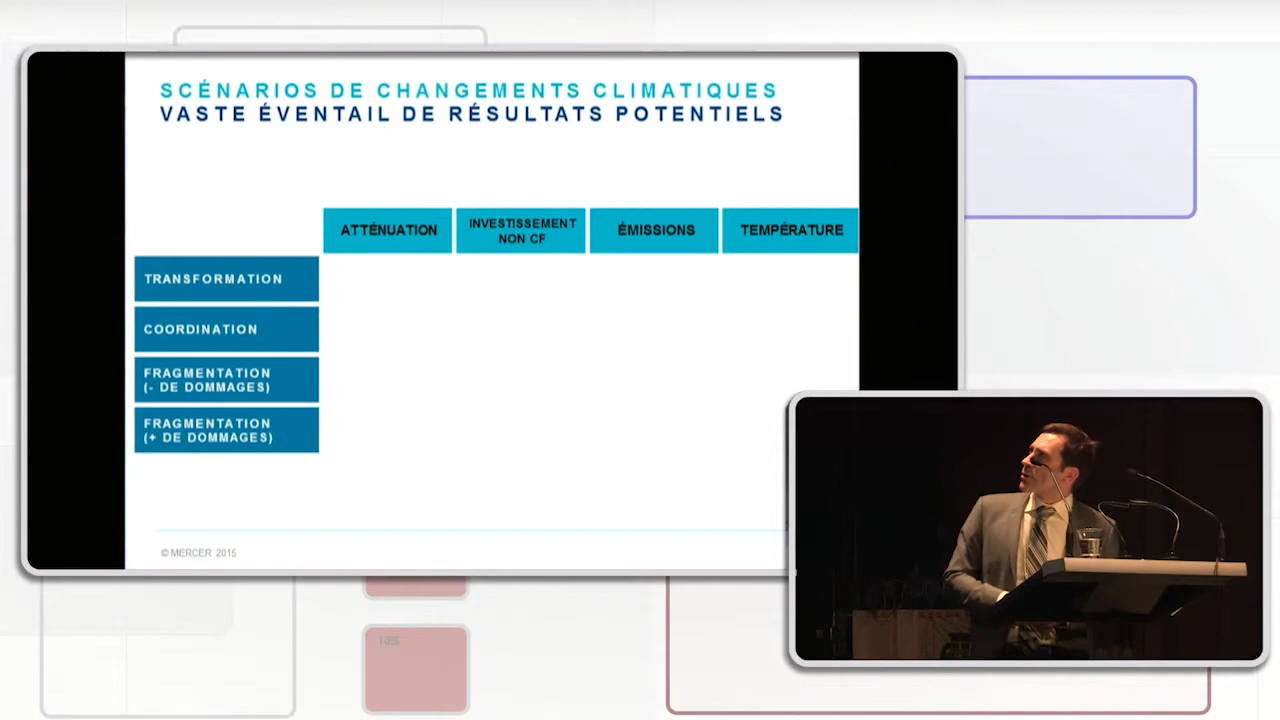 SCÉNARIOS DE CHANGEMENTS CLIMATIQUES
VASTE ÉVENTAIL DE RÉSULTATS POTENTIELS
ATTÉNUATION
INVESTISSEMENT
NON CF
ÉMISSIONS
TEMPÉRATURE
TRANSFORMATION
COORDINATION
FRAGMENTATION
(- DE DOMMAGES)
FRAGMENTATION
(+ DE DOMMAGES)
© MERCER 2015